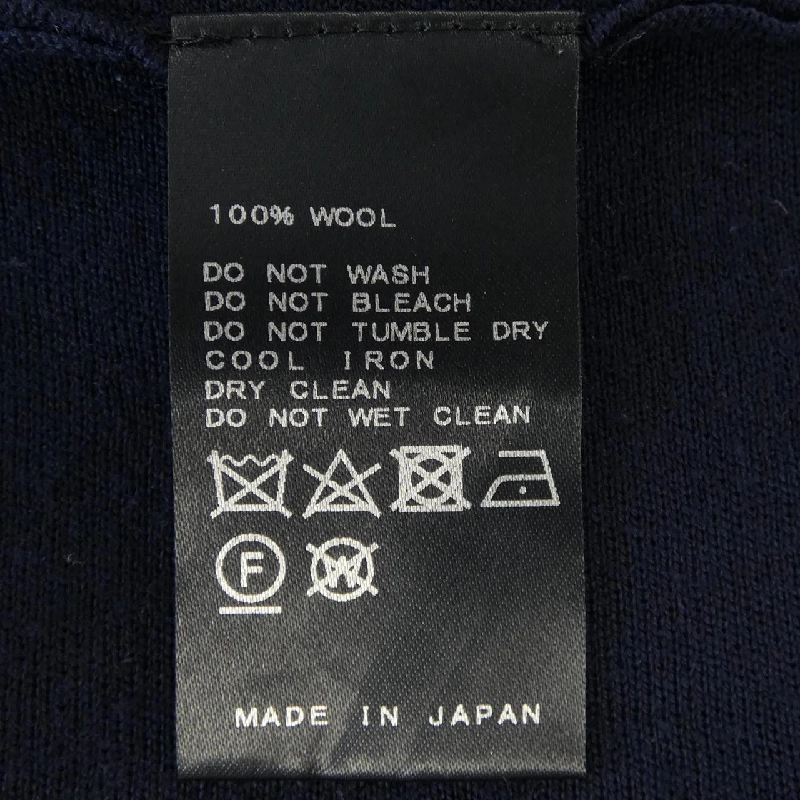 100% WOOL
DO NOT WASH
DO NOT BLEACH
DO NOT TUMBLE DRY
COOL IRON
DRY CLEAN
DO NOT WET CLEAN
F W
MADE IN JAPAN